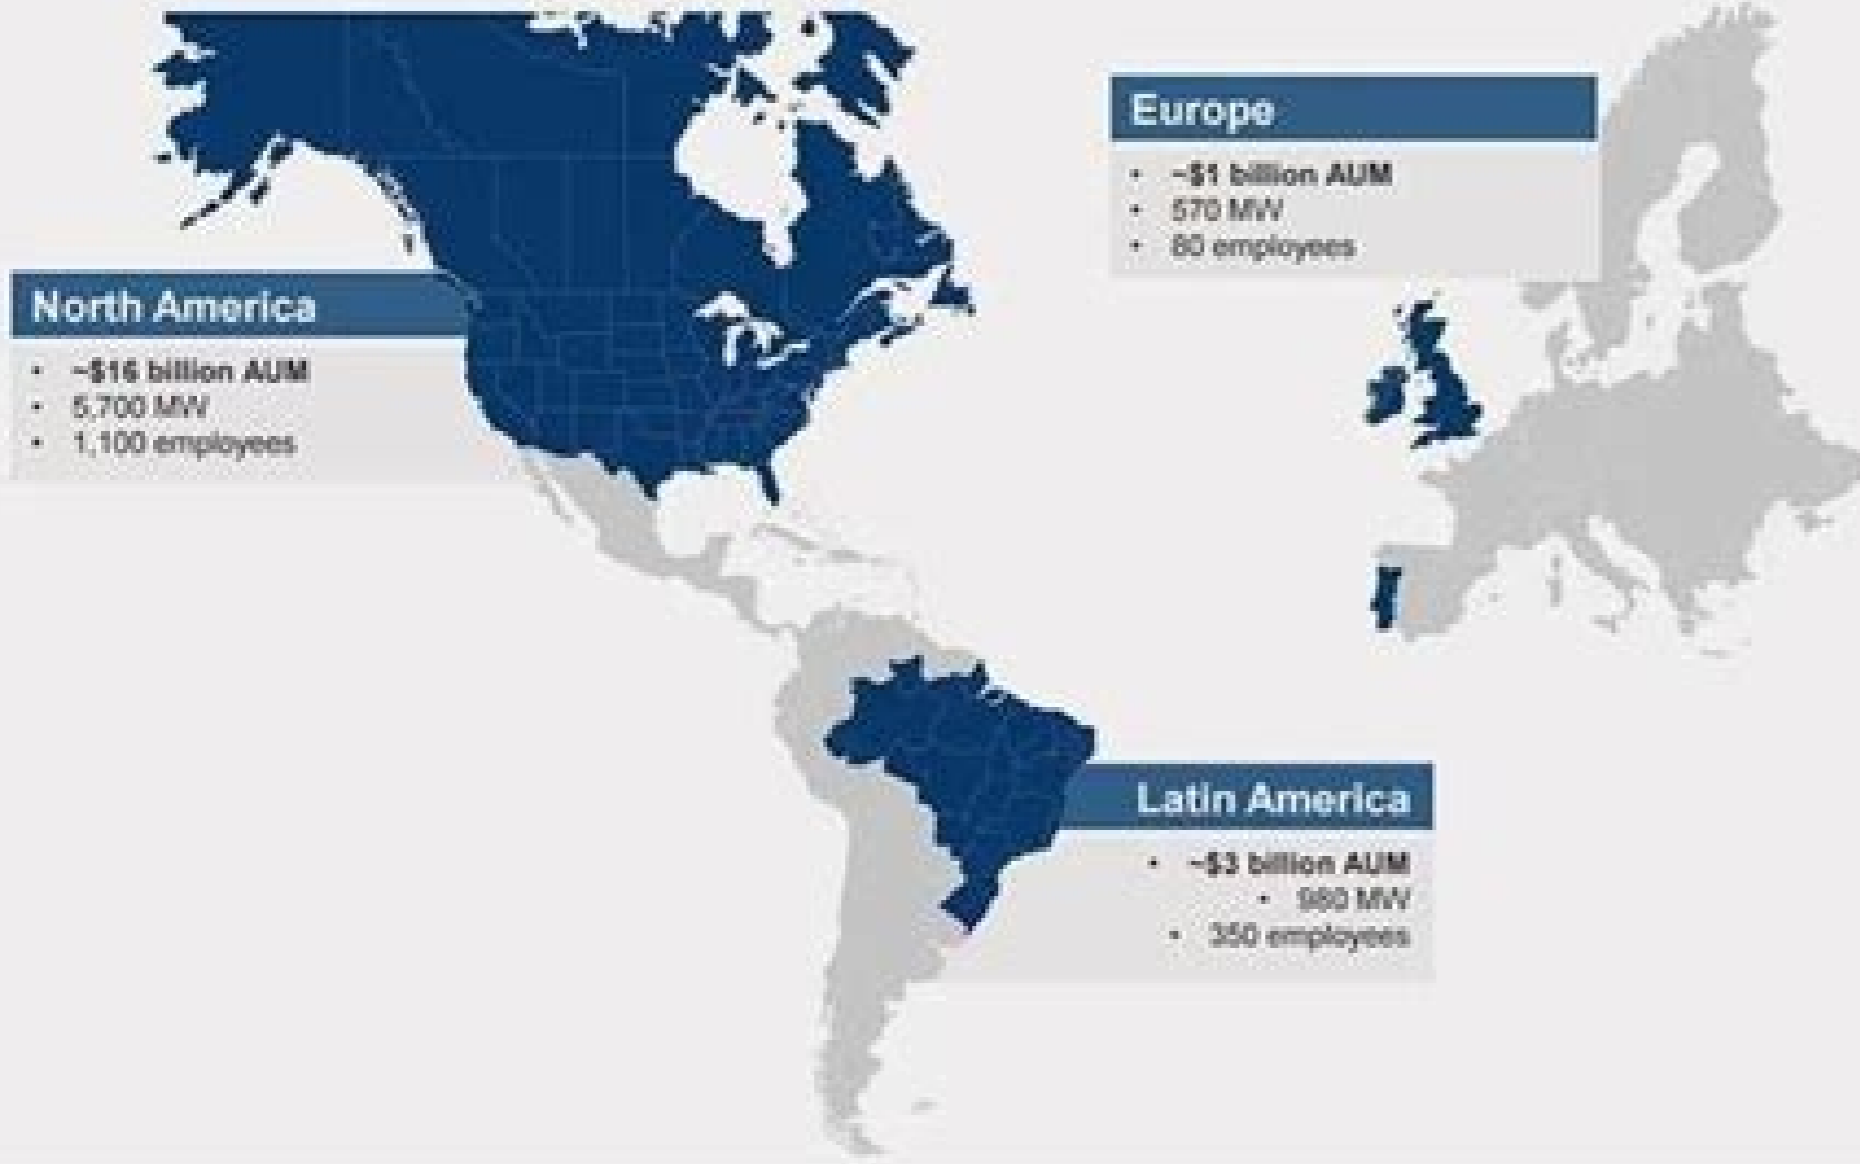 Europe
• ~$1 billion AUM
• 570 MW
• 80 employees
North America
• ~$16 billion AUM
• 5,700 MW
• 1,100 employees
Latin America
• ~$3 billion AUM
• 980 MW
• 350 employees